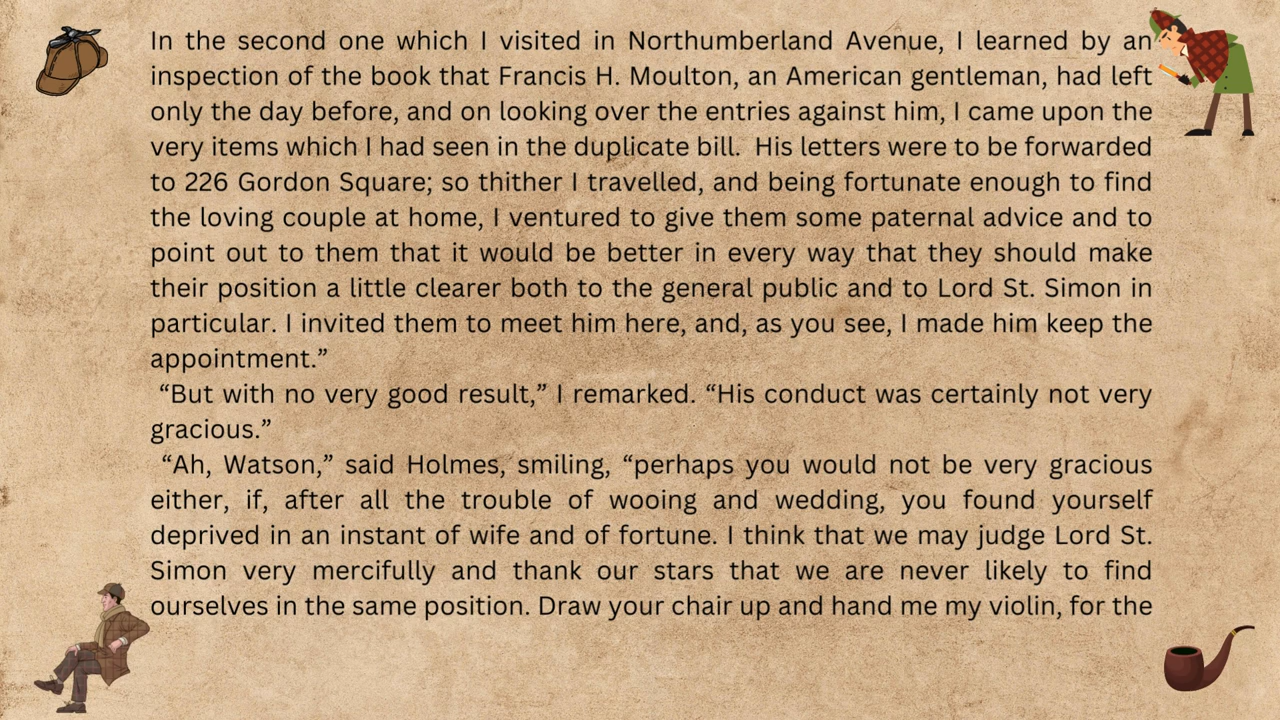 In the second one which I visited in Northumberland Avenue, I learned by an
inspection of the book that Francis H. Moulton, an American gentleman, had left
only the day before, and on looking over the entries against him, I came upon the
very items which I had seen in the duplicate bill.  His letters were to be forwarded
to 226 Gordon Square; so thither I travelled, and being fortunate enough to find
the loving couple at home, I ventured to give them some paternal advice and to
point out to them that it would be better in every way that they should make
their position a little clearer both to the general public and to Lord St. Simon in
particular. I invited them to meet him here, and, as you see, I made him keep the
appointment.”
“But with no very good result,” I remarked. “His conduct was certainly not very
gracious.”
“Ah, Watson,” said Holmes, smiling, “perhaps you would not be very gracious
either, if, after all the trouble of wooing and wedding, you found yourself
deprived in an instant of wife and of fortune. I think that we may judge Lord St.
Simon very mercifully and thank our stars that we are never likely to find
ourselves in the same position. Draw your chair up and hand me my violin, for the